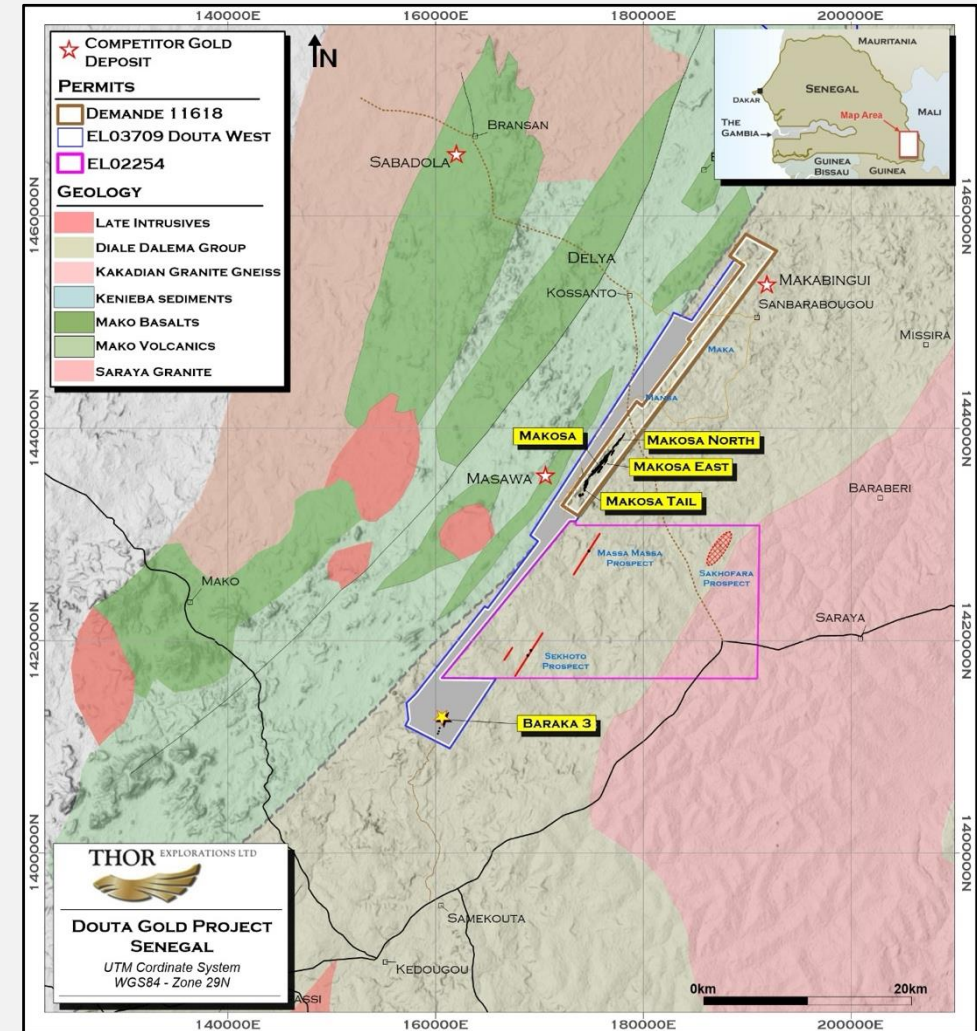 140000E
160000E
180000E
200000E
COMPETITOR GOLD
DEPOSIT
PERMITS
DEMANDE 11618
EL03709 DOUTA WEST
EL02254
GEOLOGY
LATE INTRUSIVES
DIALE DALEMA GROUP
KAKADIAN GRANITE GNEISS
KENIEBA SEDIMENTS
MAKO BASALTS
MAKO VOLCANICS
SARAYA GRANITE
N
MAURITANIA
SENEGAL
DAKAR
MALI
THE
GAMBIA
Map Area
GUINEA
BISSAU
GUINEA
BRANSAN
SABADOLA
1460000N
1460000N
DELYA
KOSSANTO
MAKABINGUI
SANBARABOUGOU
MISSIRA
MAKA
MANSA
1440000N
1440000N
MAKOSA
MAKOSA NORTH
MAKOSA EAST
MAKOSA TAIL
MASAWA
BARABERI
MASSA MASSA
PROSPECT
SAKHOFARA
PROSPECT
MAKO
SARAYA
1420000N
1420000N
SEKHOTO
PROSPECT
BARAKA 3
1400000N
1400000N
THOR EXPLORATIONS LTD
DOUTA GOLD PROJECT
SENEGAL
UTM Cordinate System
WGS84 - Zone 29N
SAMEKOUTA
KEDOUGOU
ASSI
0km
20km
140000E
160000E
180000E
200000E